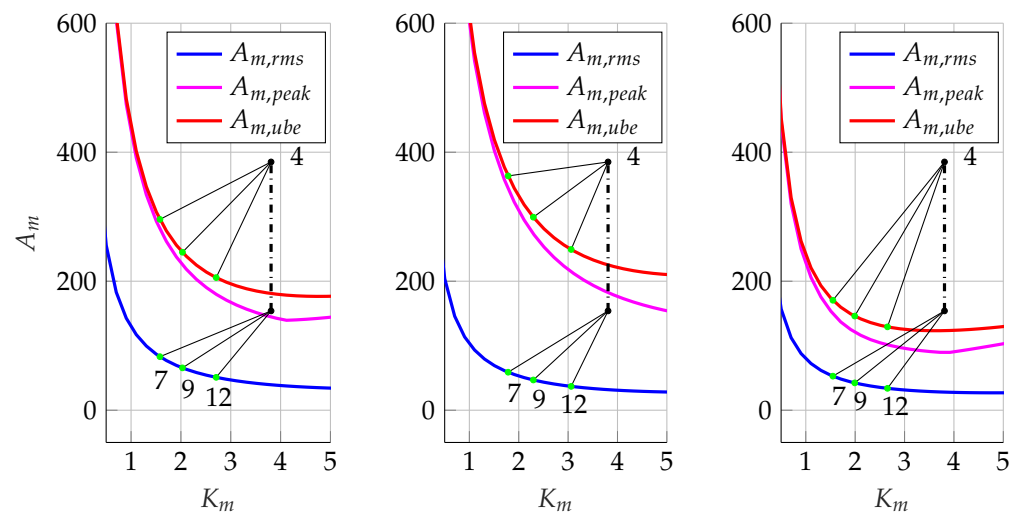 600
400
200
0
A_m
A_{m,rms}
A_{m,peak}
A_{m,ube}
4
7
9
12
1 2 3 4 5
K_m
600
400
200
0
A_{m,rms}
A_{m,peak}
A_{m,ube}
4
7
9
12
1 2 3 4 5
K_m
600
400
200
0
A_{m,rms}
A_{m,peak}
A_{m,ube}
4
7
9
12
1 2 3 4 5
K_m